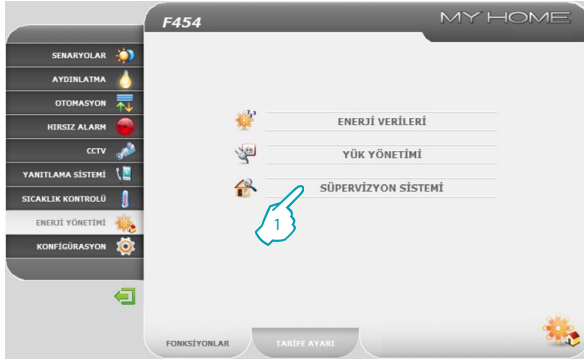 F454
MY HOME
SENARYOLAR
AYDINLATMA
OTOMASYON
HIRSIZ ALARM
CCTV
YANITLAMA SİSTEMİ
SICAKLIK KONTROLÜ
ENERJİ YÖNETİMİ
KONFİGÜRASYON
ENERJİ VERİLERİ
YÜK YÖNETİMİ
SÜPERVİZYON SİSTEMİ
1
FONKSİYONLAR
TARİFE AYARI